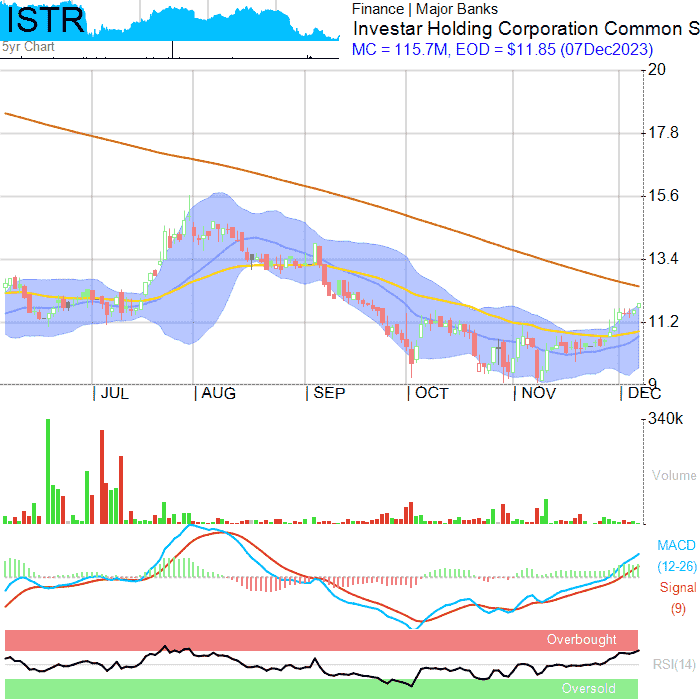 ISTR
5yr Chart
Finance | Major Banks
Investar Holding Corporation Common S
MC = 115.7M, EOD = $11.85 (07Dec2023)
20
17.8
15.6
13.4
11.2
9
JUL AUG SEP OCT NOV DEC
340k
Volume
MACD
(12-26)
Signal
(9)
Overbought
RSI(14)
Oversold